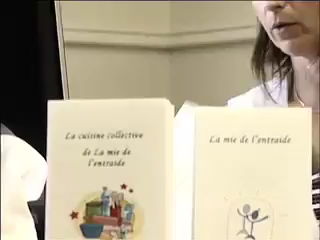 La cuisine collective
de La mie de
l'entraide
La mie de l'entraide